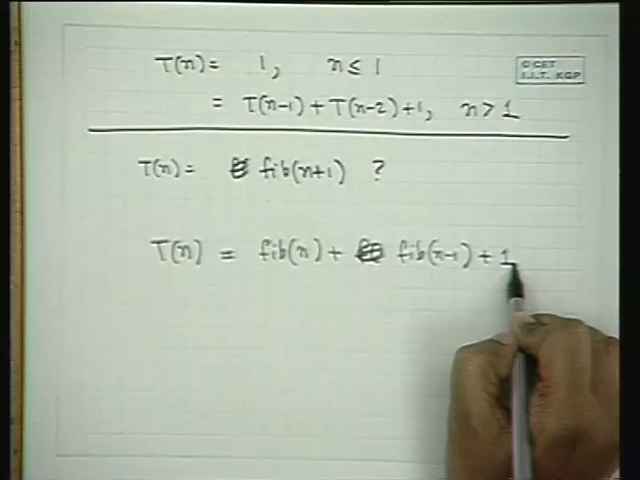 T(n) = 1, n ≤ 1
© CET
I.I.T. KGP
= T(n-1) + T(n-2) + 1, n > 1
T(n) = fib(n+1) ?
T(n) = fib(n) + fib(n-1) + 1